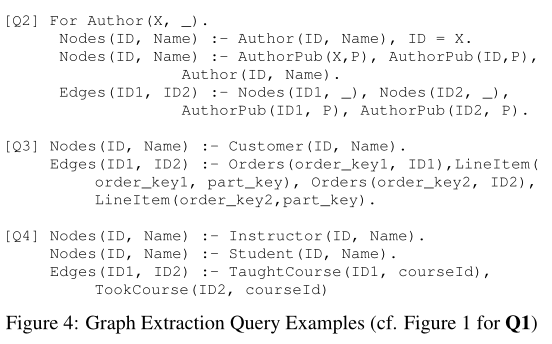 [Q2] For Author(X, _).
Nodes(ID, Name) :- Author(ID, Name), ID = X.
Nodes(ID, Name) :- AuthorPub(X,P), AuthorPub(ID,P),
Author(ID, Name).
Edges(ID1, ID2) :- Nodes(ID1, _), Nodes(ID2, _),
AuthorPub(ID1, P), AuthorPub(ID2, P).
[Q3] Nodes(ID, Name) :- Customer(ID, Name).
Edges(ID1, ID2) :- Orders(order_key1, ID1),LineItem(
order_key1, part_key), Orders(order_key2, ID2),
LineItem(order_key2,part_key).
[Q4] Nodes(ID, Name) :- Instructor(ID, Name).
Nodes(ID, Name) :- Student(ID, Name).
Edges(ID1, ID2) :- TaughtCourse(ID1, courseId),
TookCourse(ID2, courseId)
Figure 4: Graph Extraction Query Examples (cf. Figure 1 for Q1)